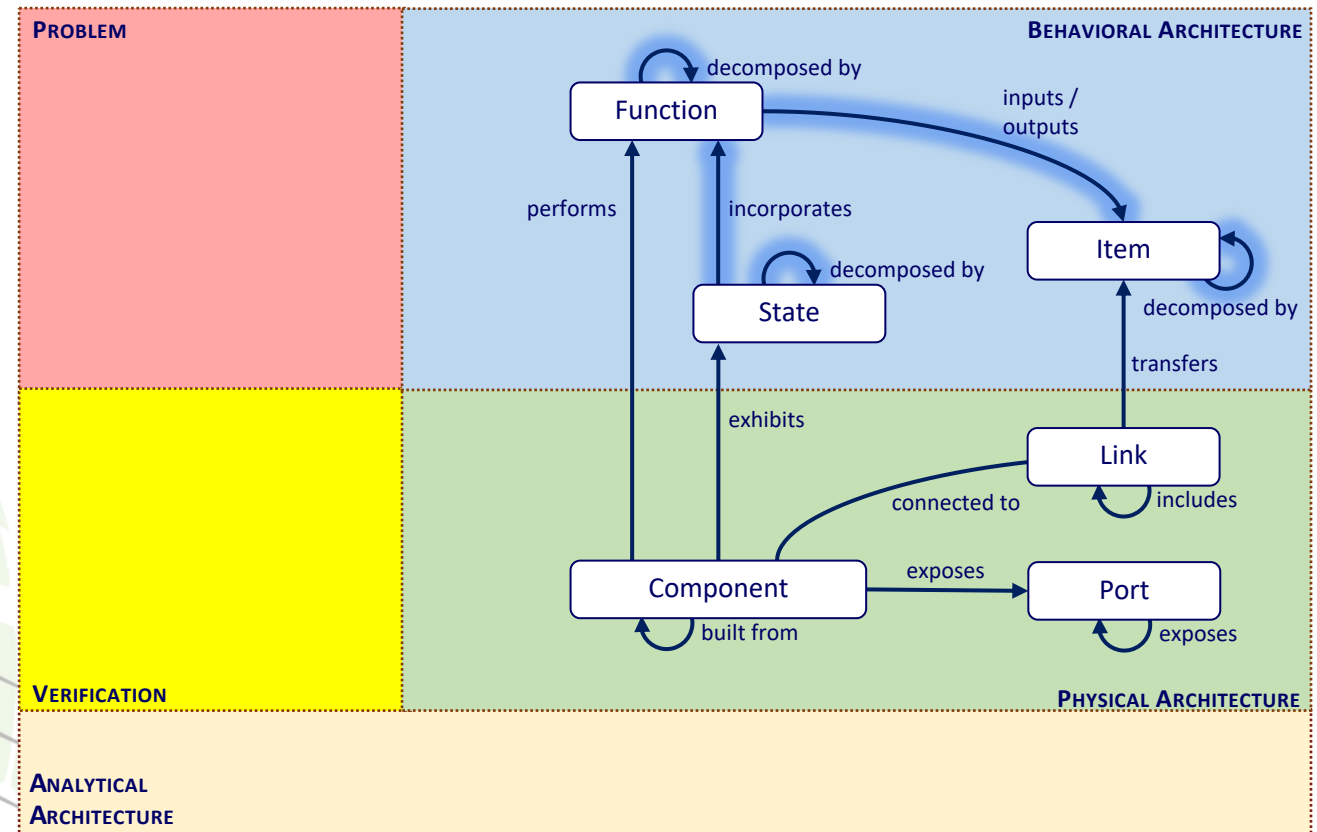 PROBLEM
BEHAVIORAL ARCHITECTURE
decomposed by
Function
inputs /
outputs
performs
incorporates
Item
decomposed by
State
decomposed by
transfers
exhibits
Link
connected to
includes
exposes
Component
Port
built from
exposes
VERIFICATION
PHYSICAL ARCHITECTURE
ANALYTICAL
ARCHITECTURE